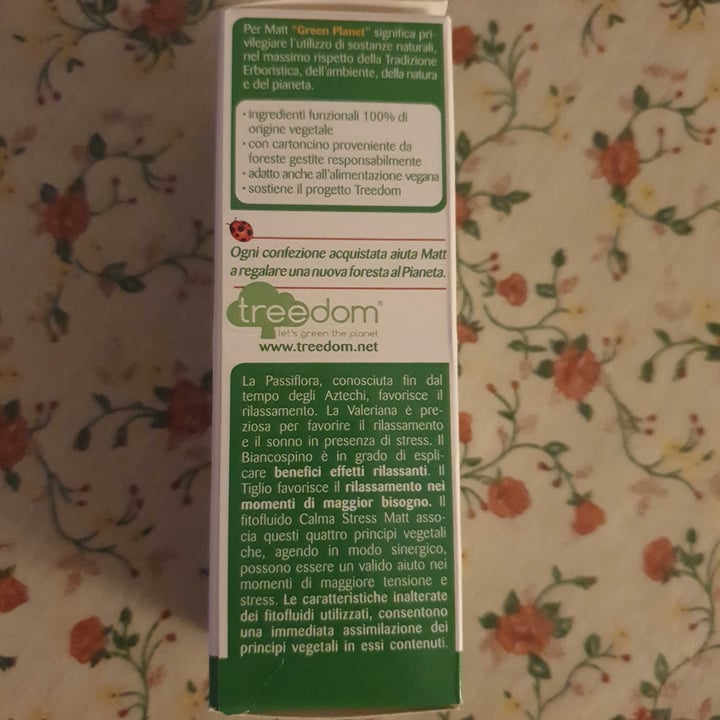 Per Matt "Green Planet" significa pri-
vilegiare l'utilizzo di sostanze naturali,
nel massimo rispetto della Tradizione
Erboristica, dell'ambiente, della natura
e del pianeta.
• ingredienti funzionali 100% di
origine vegetale
• con cartoncino proveniente da
foreste gestite responsabilmente
• adatto anche all'alimentazione vegana
• sostiene il progetto Treedom
Ogni confezione acquistata aiuta Matt
a regalare una nuova foresta al Pianeta.
treedom®
let's green the planet
www.treedom.net
La Passiflora, conosciuta fin dal
tempo degli Aztechi, favorisce il
rilassamento. La Valeriana è pre-
ziosa per favorire il rilassamento
e il sonno in presenza di stress. Il
Biancospino è in grado di espli-
care benefici effetti rilassanti. Il
Tiglio favorisce il rilassamento nei
momenti di maggior bisogno. Il
fitofluido Calma Stress Matt asso-
cia questi quattro principi vegetali
che, agendo in modo sinergico,
possono essere un valido aiuto nei
momenti di maggiore tensione e
stress. Le caratteristiche inalterate
dei fitofluidi utilizzati, consentono
una immediata assimilazione dei
principi vegetali in essi contenuti.